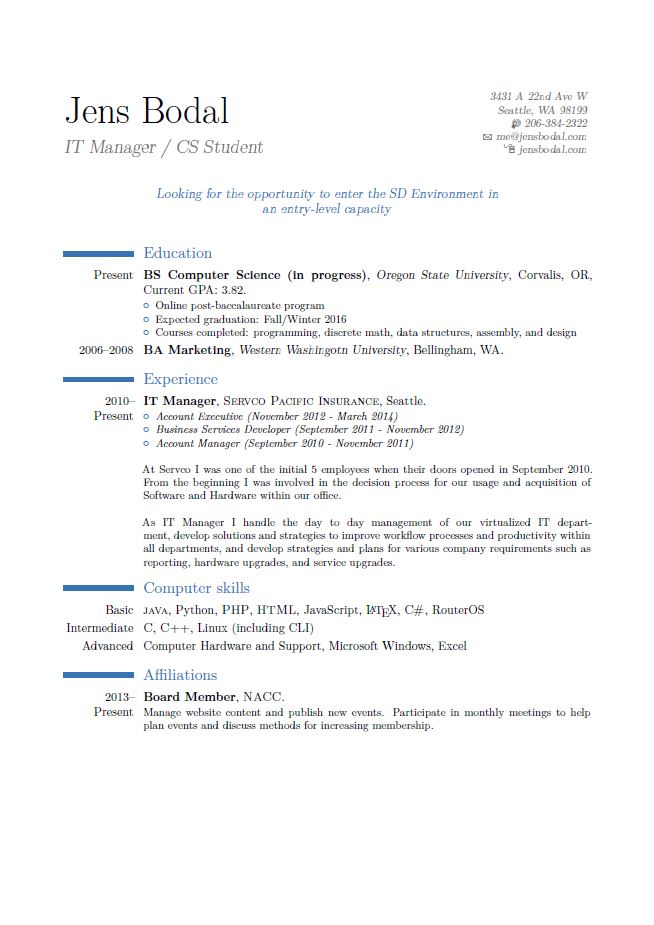 Jens Bodal
IT Manager / CS Student
3431 A 22nd Ave W
Seattle, WA 98199
206-384-2322
me@jensbodal.com
jensbodal.com
Looking for the opportunity to enter the SD Environment in
an entry-level capacity
Education
Present BS Computer Science (in progress), Oregon State University, Corvalis, OR,
Current GPA: 3.82.
Online post-baccalaureate program
Expected graduation: Fall/Winter 2016
Courses completed: programming, discrete math, data structures, assembly, and design
2006–2008 BA Marketing, Western Washingotn University, Bellingham, WA.
Experience
2010– IT Manager, Servco Pacific Insurance, Seattle.
Present Account Executive (November 2012 - March 2014)
Business Services Developer (September 2011 - November 2012)
Account Manager (September 2010 - November 2011)
At Servco I was one of the initial 5 employees when their doors opened in September 2010.
From the beginning I was involved in the decision process for our usage and acquisition of
Software and Hardware within our office.
As IT Manager I handle the day to day management of our virtualized IT depart-
ment, develop solutions and strategies to improve workflow processes and productivity within
all departments, and develop strategies and plans for various company requirements such as
reporting, hardware upgrades, and service upgrades.
Computer skills
Basic JAVA, Python, PHP, HTML, JavaScript, LATEX, C#, RouterOS
Intermediate C, C++, Linux (including CLI)
Advanced Computer Hardware and Support, Microsoft Windows, Excel
Affiliations
2013– Board Member, NACC.
Present Manage website content and publish new events. Participate in monthly meetings to help
plan events and discuss methods for increasing membership.